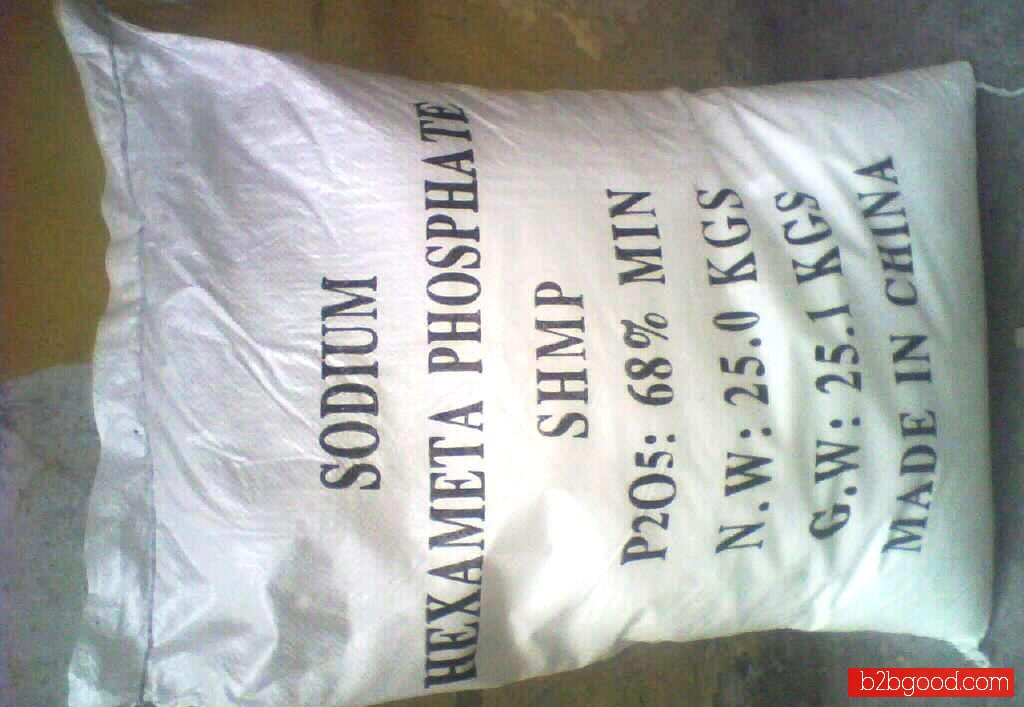 SODIUM
HEXAMETA PHOSPHATE
SHMP
P2O5: 68% MIN
N.W: 25.0 KGS
G.W: 25.1 KGS
MADE IN CHINA
b2bgood.com